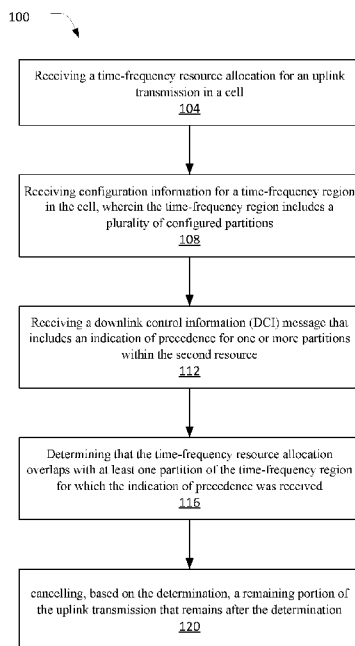 100
Receiving a time-frequency resource allocation for an uplink
transmission in a cell
104
Receiving configuration information for a time-frequency region
in the cell, wherein the time-frequency region includes a
plurality of configured partitions
108
Receiving a downlink control information (DCI) message that
includes an indication of precedence for one or more partitions
within the second resource
112
Determining that the time-frequency resource allocation
overlaps with at least one partition of the time-frequency region
for which the indication of precedence was received
116
cancelling, based on the determination, a remaining portion of
the uplink transmission that remains after the determination
120